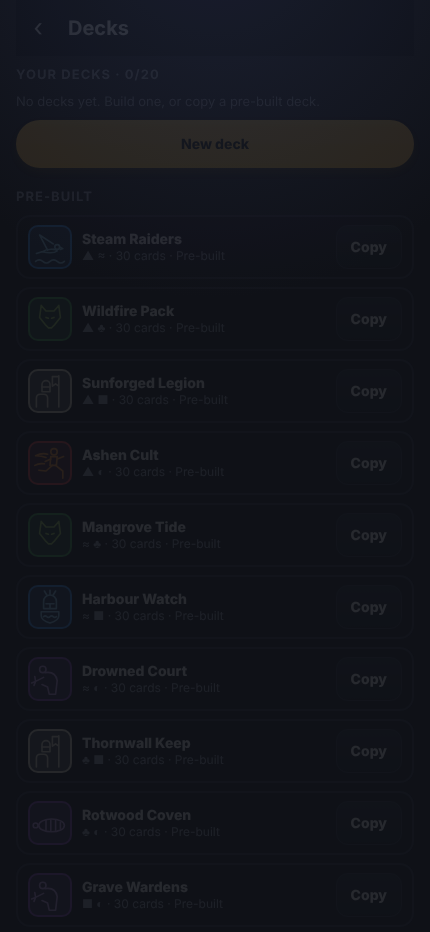 Decks
YOUR DECKS · 0/20
No decks yet. Build one, or copy a pre-built deck.
New deck
PRE-BUILT
Steam Raiders
▲ ≈ · 30 cards · Pre-built
Copy
Wildfire Pack
▲ ♣ · 30 cards · Pre-built
Copy
Sunforged Legion
▲ ■ · 30 cards · Pre-built
Copy
Ashen Cult
▲ ◐ · 30 cards · Pre-built
Copy
Mangrove Tide
≈ ♣ · 30 cards · Pre-built
Copy
Harbour Watch
≈ ■ · 30 cards · Pre-built
Copy
Drowned Court
≈ ◐ · 30 cards · Pre-built
Copy
Thornwall Keep
♣ ■ · 30 cards · Pre-built
Copy
Rotwood Coven
♣ ◐ · 30 cards · Pre-built
Copy
Grave Wardens
■ ◐ · 30 cards · Pre-built
Copy